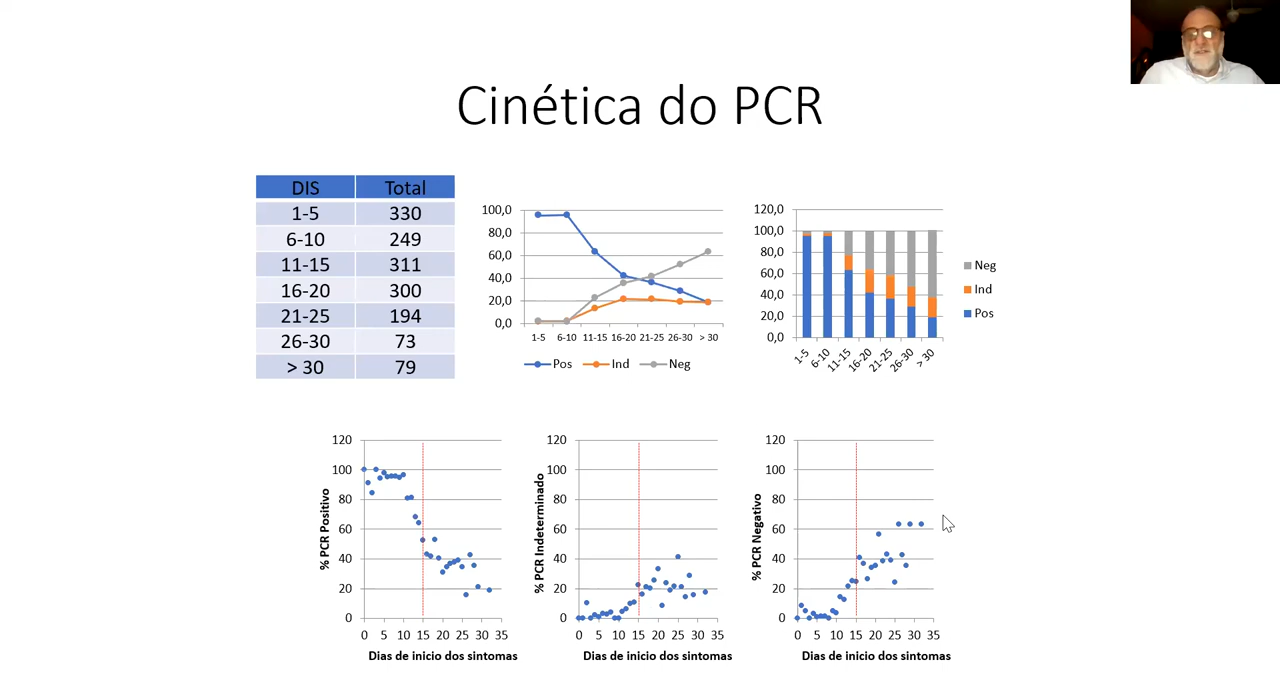 Cinética do PCR
DIS Total
1-5 330
6-10 249
11-15 311
16-20 300
21-25 194
26-30 73
> 30 79
100,0
80,0
60,0
40,0
20,0
0,0
1-5 6-10 11-15 16-20 21-25 26-30 > 30
Pos Ind Neg
120,0
100,0
80,0
60,0
40,0
20,0
0,0
1-5 6-10 11-15 16-20 21-25 26-30 > 30
Neg
Ind
Pos
% PCR Positivo
120
100
80
60
40
20
0
0 5 10 15 20 25 30 35
Dias de inicio dos sintomas
% PCR Indeterminado
120
100
80
60
40
20
0
0 5 10 15 20 25 30 35
Dias de inicio dos sintomas
% PCR Negativo
120
100
80
60
40
20
0
0 5 10 15 20 25 30 35
Dias de inicio dos sintomas